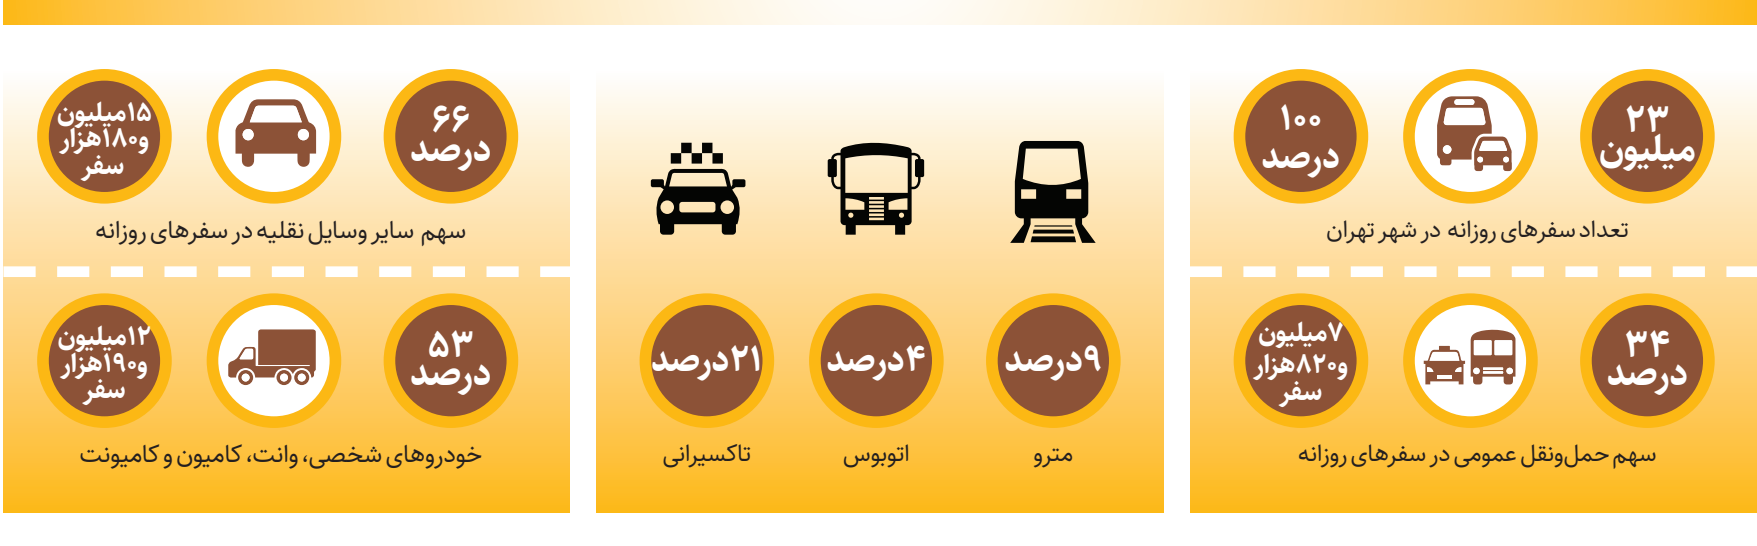 ۲۳
میلیون
۱۰۰
درصد
تعداد سفرهای روزانه در شهر تهران
۳۴
درصد
۷میلیون
و۸۲۰هزار
سفر
سهم حمل‌ونقل عمومی در سفرهای روزانه
۹درصد
مترو
۴درصد
اتوبوس
۲۱درصد
تاکسیرانی
۶۶
درصد
۱۵میلیون
و۱۸۰هزار
سفر
سهم سایر وسایل نقلیه در سفرهای روزانه
۵۳
درصد
۱۲میلیون
و۱۹۰هزار
سفر
خودروهای شخصی، وانت، کامیون و کامیونت